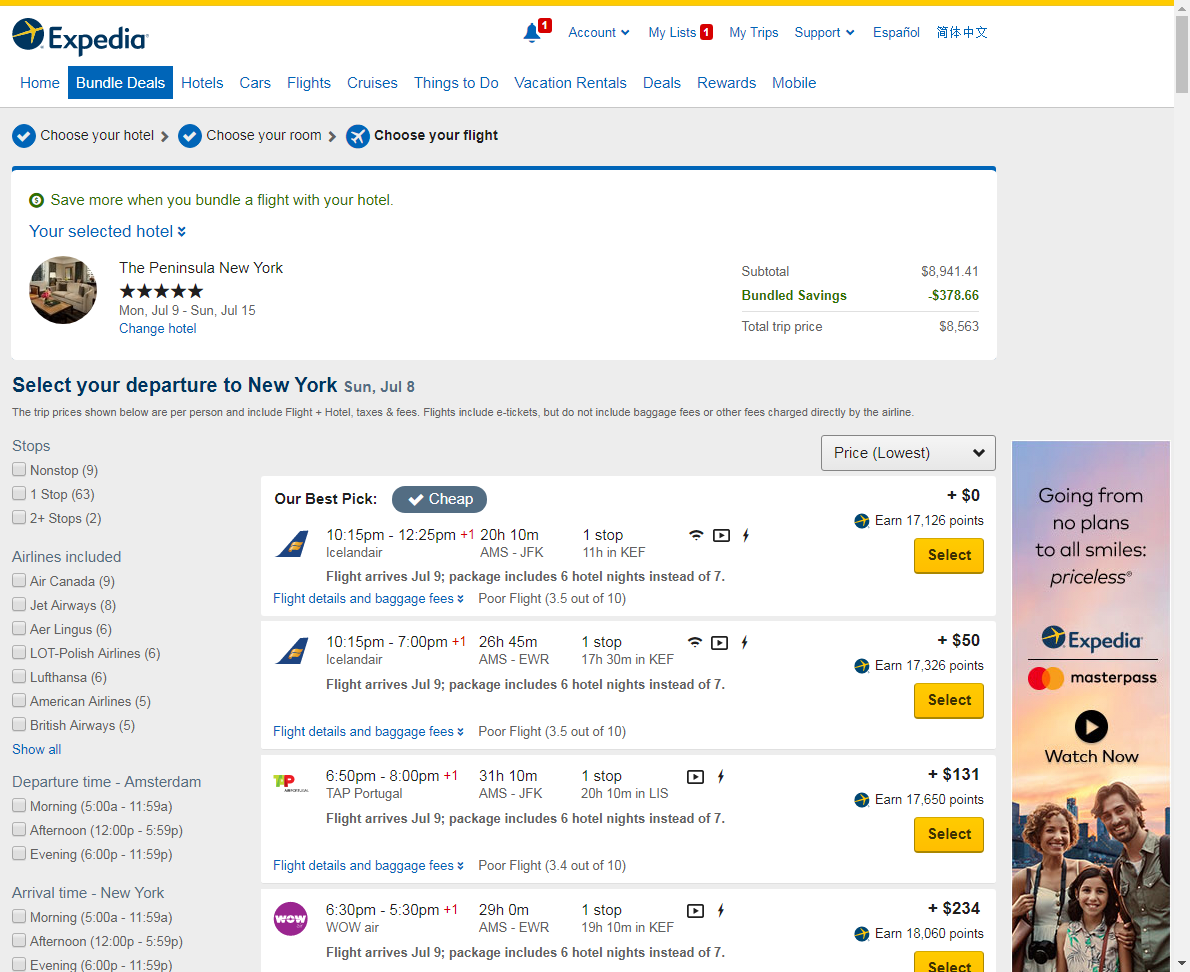 Expedia
1
Account
My Lists 1
My Trips
Support
Español
简体中文
Home
Bundle Deals
Hotels
Cars
Flights
Cruises
Things to Do
Vacation Rentals
Deals
Rewards
Mobile
Choose your hotel
Choose your room
Choose your flight
Save more when you bundle a flight with your hotel.
Your selected hotel
The Peninsula New York
Mon, Jul 9 - Sun, Jul 15
Change hotel
Subtotal $8,941.41
Bundled Savings -$378.66
Total trip price $8,563
Select your departure to New York Sun, Jul 8
The trip prices shown below are per person and include Flight + Hotel, taxes & fees. Flights include e-tickets, but do not include baggage fees or other fees charged directly by the airline.
Stops
Nonstop (9)
1 Stop (63)
2+ Stops (2)
Airlines included
Air Canada (9)
Jet Airways (8)
Aer Lingus (6)
LOT-Polish Airlines (6)
Lufthansa (6)
American Airlines (5)
British Airways (5)
Show all
Departure time - Amsterdam
Morning (5:00a - 11:59a)
Afternoon (12:00p - 5:59p)
Evening (6:00p - 11:59p)
Arrival time - New York
Morning (5:00a - 11:59a)
Afternoon (12:00p - 5:59p)
Evening (6:00p - 11:59p)
Price (Lowest)
Our Best Pick: Cheap
10:15pm - 12:25pm +1 20h 10m 1 stop
Icelandair AMS - JFK 11h in KEF
Flight arrives Jul 9; package includes 6 hotel nights instead of 7.
Flight details and baggage fees Poor Flight (3.5 out of 10)
+ $0
Earn 17,126 points
Select
10:15pm - 7:00pm +1 26h 45m 1 stop
Icelandair AMS - EWR 17h 30m in KEF
Flight arrives Jul 9; package includes 6 hotel nights instead of 7.
Flight details and baggage fees Poor Flight (3.5 out of 10)
+ $50
Earn 17,326 points
Select
TP
6:50pm - 8:00pm +1 31h 10m 1 stop
TAP Portugal AMS - JFK 20h 10m in LIS
Flight arrives Jul 9; package includes 6 hotel nights instead of 7.
Flight details and baggage fees Poor Flight (3.4 out of 10)
+ $131
Earn 17,650 points
Select
WOW
6:30pm - 5:30pm +1 29h 0m 1 stop
WOW air AMS - EWR 19h 10m in KEF
Flight arrives Jul 9; package includes 6 hotel nights instead of 7.
+ $234
Earn 18,060 points
Select
Going from
no plans
to all smiles:
priceless®
Expedia
masterpass
Watch Now